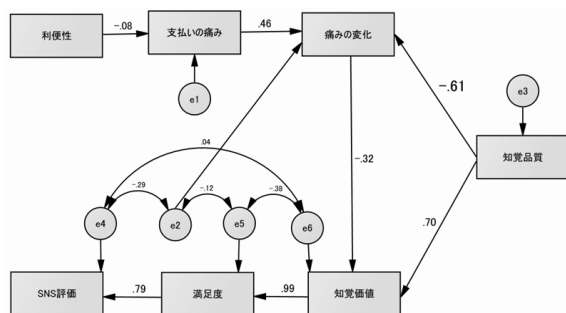 利便性
-.08
支払いの痛み
.46
痛みの変化
e1
-.61
e3
知覚品質
.04
-.32
-.29
-.12
-.38
.70
e4
e2
e5
e6
SNS評価
.79
満足度
.99
知覚価値